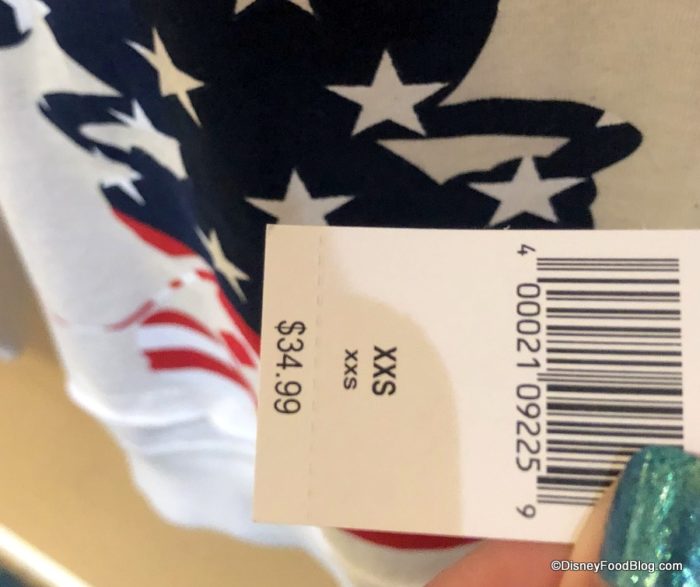 4 00021 09225 9
XXS
XXS
$34.99
©DisneyFoodBlog.com